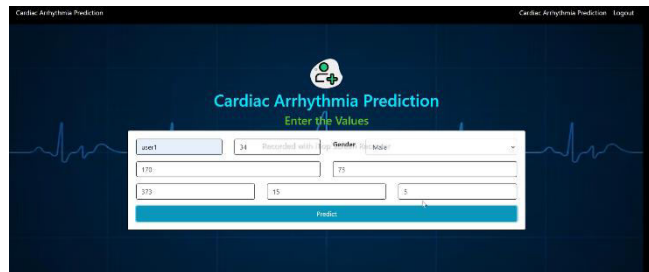 Cardiac Arrhythmia Prediction
Cardiac Arrhythmia Prediction Logout
Cardiac Arrhythmia Prediction
Enter the Values
user1 34 Gender Male
170 73
373 15 5
Predict